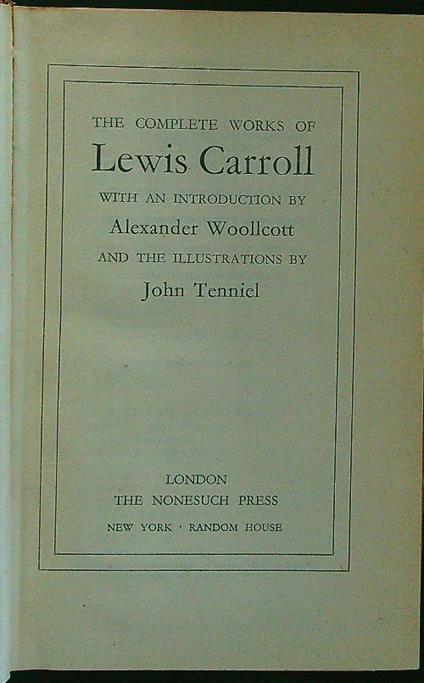 THE COMPLETE WORKS OF
Lewis Carroll
WITH AN INTRODUCTION BY
Alexander Woollcott
AND THE ILLUSTRATIONS BY
John Tenniel
LONDON
THE NONESUCH PRESS
NEW YORK · RANDOM HOUSE